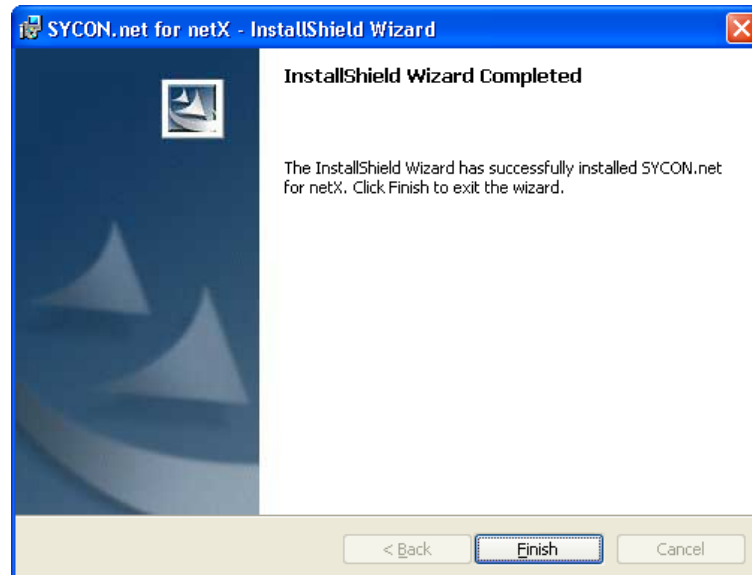 SYCON.net for netX - InstallShield Wizard
InstallShield Wizard Completed
The InstallShield Wizard has successfully installed SYCON.net
for netX. Click Finish to exit the wizard.
< Back
Finish
Cancel